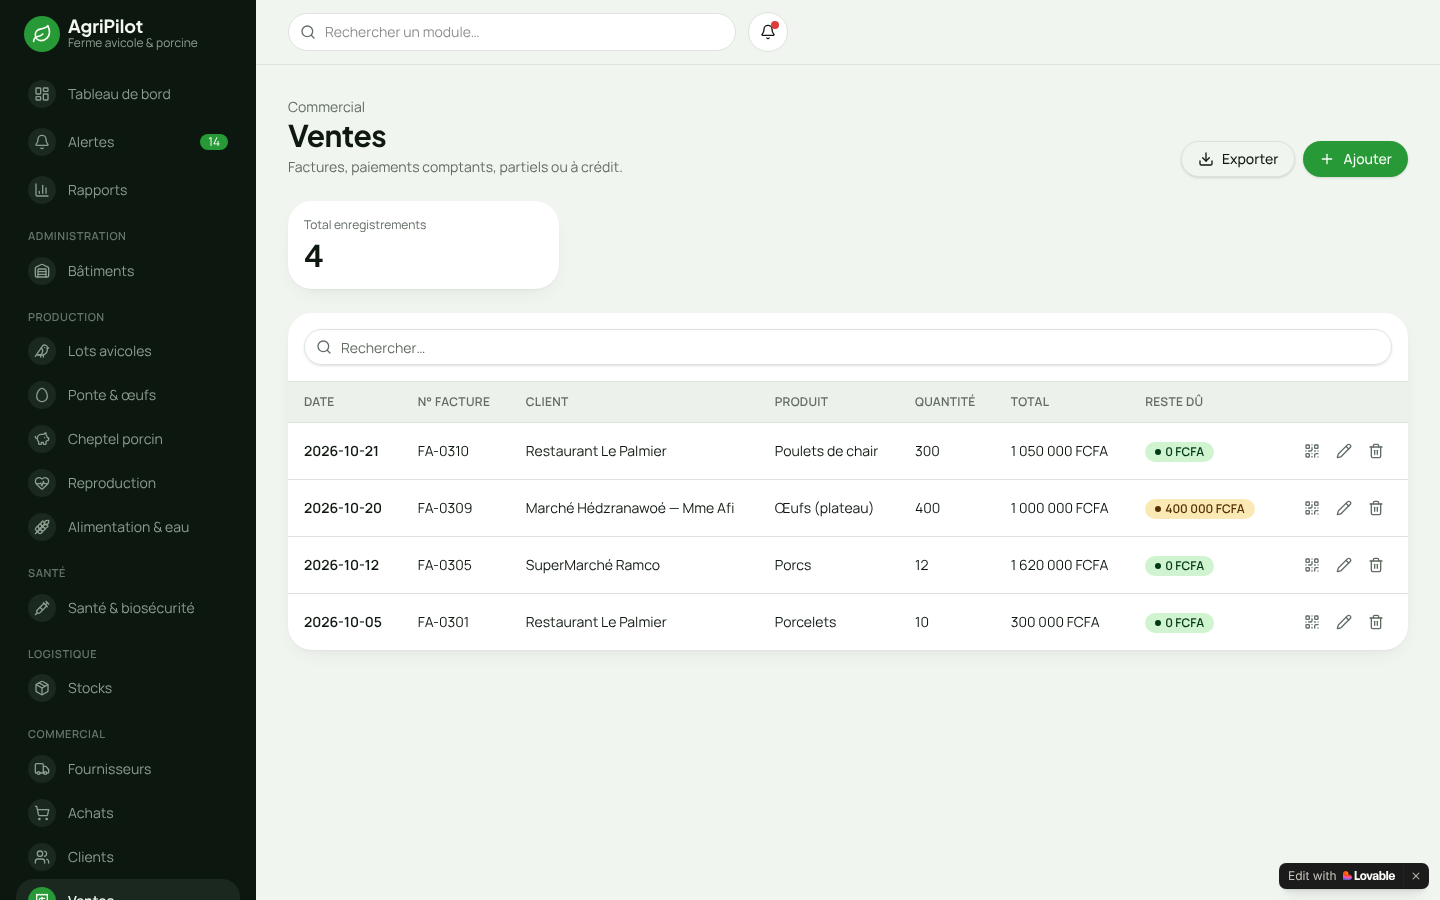 AgriPilot
Ferme avicole & porcine
Tableau de bord
Alertes 14
Rapports
ADMINISTRATION
Bâtiments
PRODUCTION
Lots avicoles
Ponte & œufs
Cheptel porcin
Reproduction
Alimentation & eau
SANTÉ
Santé & biosécurité
LOGISTIQUE
Stocks
COMMERCIAL
Fournisseurs
Achats
Clients
Ventes
Rechercher un module...
Commercial
Ventes
Factures, paiements comptants, partiels ou à crédit.
Exporter
Ajouter
Total enregistrements
4
Rechercher...
DATE N° FACTURE CLIENT PRODUIT QUANTITÉ TOTAL RESTE DÛ
2026-10-21 FA-0310 Restaurant Le Palmier Poulets de chair 300 1 050 000 FCFA 0 FCFA
2026-10-20 FA-0309 Marché Hédzranawoé — Mme Afi Œufs (plateau) 400 1 000 000 FCFA 400 000 FCFA
2026-10-12 FA-0305 SuperMarché Ramco Porcs 12 1 620 000 FCFA 0 FCFA
2026-10-05 FA-0301 Restaurant Le Palmier Porcelets 10 300 000 FCFA 0 FCFA
Edit with Lovable